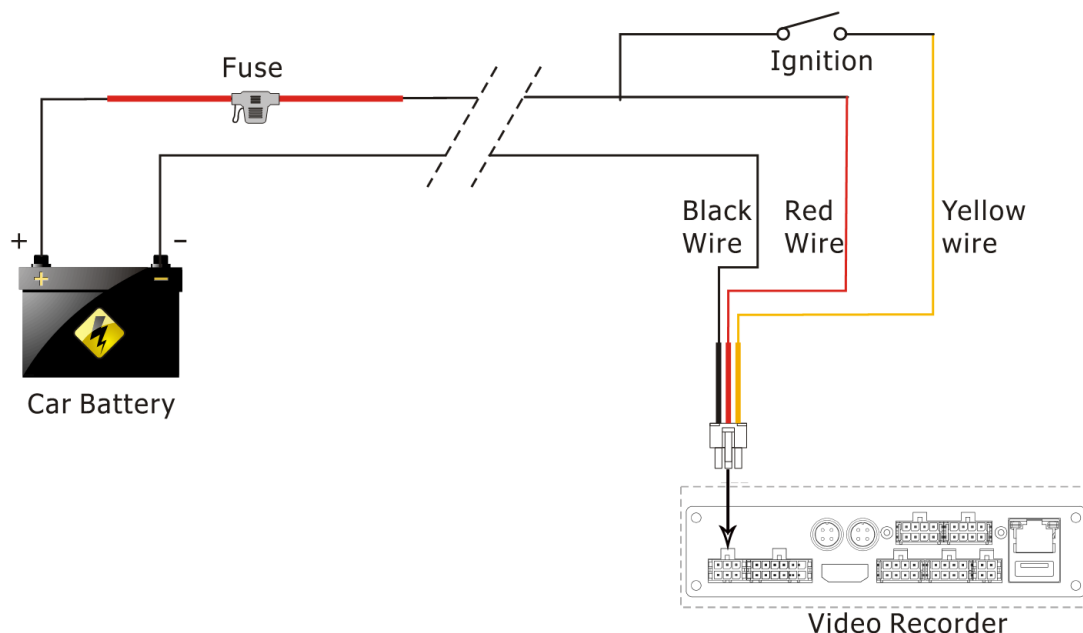 Ignition
Fuse
Black
Wire
Red
Wire
Yellow
wire
+
-
+
-
Car Battery
Video Recorder